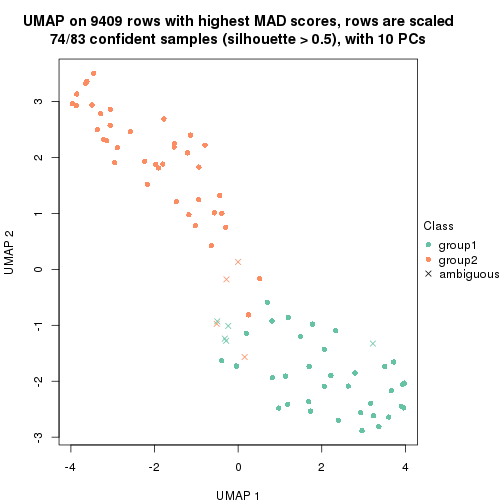 UMAP on 9409 rows with highest MAD scores, rows are scaled
74/83 confident samples (silhouette > 0.5), with 10 PCs
3
2
1
0
-1
-2
-3
UMAP 2
-4
-2
0
2
4
UMAP 1
Class
group1
group2
ambiguous